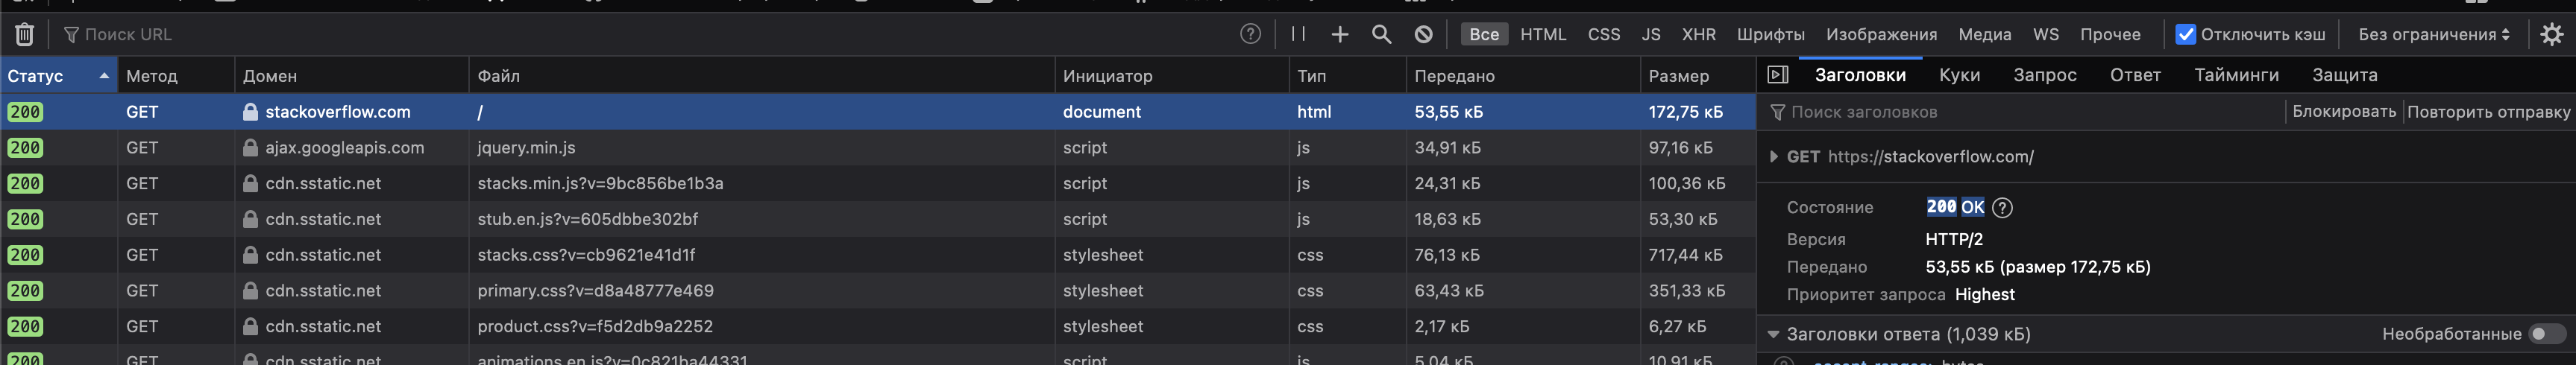 Поиск URL
Все HTML CSS JS XHR Шрифты Изображения Медиа WS Прочее Отключить кэш Без ограничения
Статус Метод Домен Файл Инициатор Тип Передано Размер
200 GET stackoverflow.com / document html 53,55 кБ 172,75 кБ
200 GET ajax.googleapis.com jquery.min.js script js 34,91 кБ 97,16 кБ
200 GET cdn.sstatic.net stacks.min.js?v=9bc856be1b3a script js 24,31 кБ 100,36 кБ
200 GET cdn.sstatic.net stub.en.js?v=605dbbe302bf script js 18,63 кБ 53,30 кБ
200 GET cdn.sstatic.net stacks.css?v=cb9621e41d1f stylesheet css 76,13 кБ 717,44 кБ
200 GET cdn.sstatic.net primary.css?v=d8a48777e469 stylesheet css 63,43 кБ 351,33 кБ
200 GET cdn.sstatic.net product.css?v=f5d2db9a2252 stylesheet css 2,17 кБ 6,27 кБ
200 GET cdn.sstatic.net animations.en.js?v=0c821ba44331 script js 5,04 кБ 10,91 кБ
Заголовки Куки Запрос Ответ Тайминги Защита
Поиск заголовков Блокировать Повторить отправку
GET https://stackoverflow.com/
Состояние 200 OK
Версия HTTP/2
Передано 53,55 кБ (размер 172,75 кБ)
Приоритет запроса Highest
Заголовки ответа (1,039 кБ) Необработанные
accept-ranges: bytes